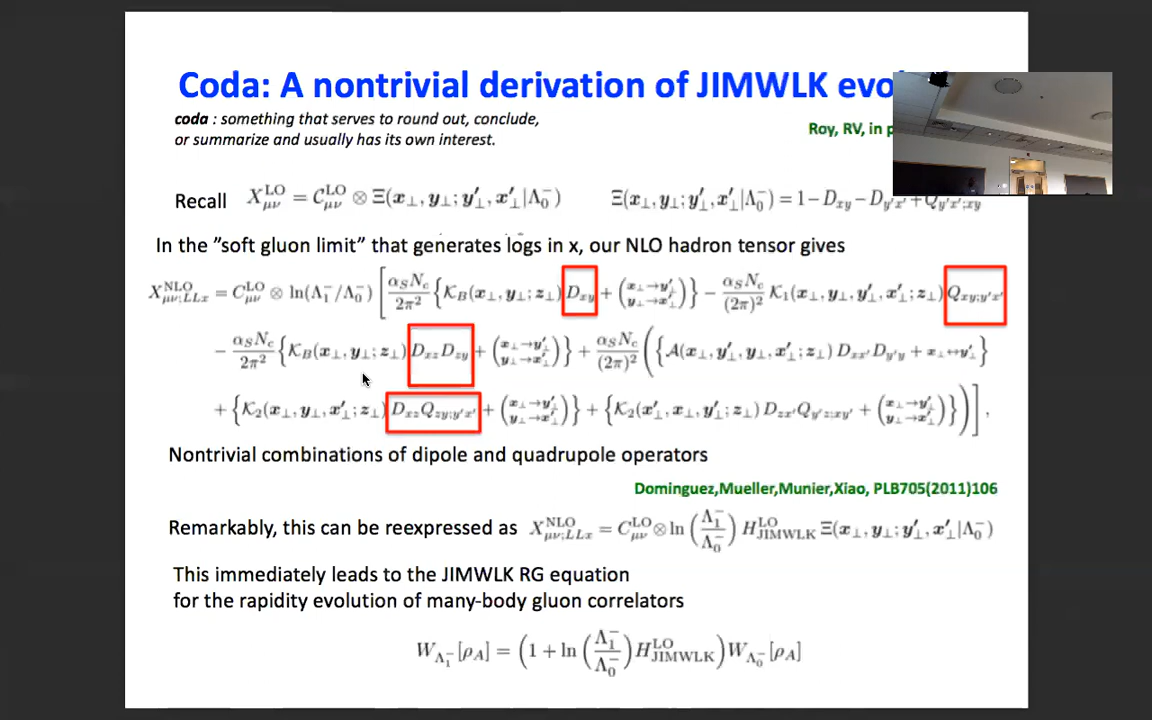 Coda: A nontrivial derivation of JIMWLK evo
coda : something that serves to round out, conclude,
or summarize and usually has its own interest.
Roy, RV, in p
Recall X^{LO}_{μν} = C^{LO}_{μν} ⊗ Ξ(x⊥, y⊥; y′⊥, x′⊥|Λ⁻₀) Ξ(x⊥, y⊥; y′⊥, x′⊥|Λ⁻₀) = 1 − D_{xy} − D_{y′x′} + Q_{y′x′;xy}
In the ”soft gluon limit” that generates logs in x, our NLO hadron tensor gives
X^{NLO}_{μν;LLx} = C^{LO}_{μν} ⊗ ln(Λ⁻₁/Λ⁻₀) [ α_S N_c / 2π² {K_B(x⊥, y⊥; z⊥) D_{xy} + (x⊥→y′⊥ y⊥→x′⊥)} − α_S N_c / (2π)² K₁(x⊥, y⊥, y′⊥, x′⊥; z⊥) Q_{xy;y′x′}
− α_S N_c / 2π² {K_B(x⊥, y⊥; z⊥) D_{xz} D_{zy} + (x⊥→y′⊥ y⊥→x′⊥)} + α_S N_c / (2π)² ({A(x⊥, y′⊥, y⊥, x′⊥; z⊥) D_{xx′} D_{y′y} + x⊥↔y′⊥}
+ {K₂(x⊥, y⊥, x′⊥; z⊥) D_{xz} Q_{zy;y′x′} + (x⊥→y′⊥ y⊥→x′⊥)} + {K₂(x′⊥, x⊥, y′⊥; z⊥) D_{zx′} Q_{y′z;xy′} + (x⊥→y′⊥ y⊥→x′⊥)})],
Nontrivial combinations of dipole and quadrupole operators
Dominguez,Mueller,Munier,Xiao, PLB705(2011)106
Remarkably, this can be reexpressed as X^{NLO}_{μν;LLx} = C^{LO}_{μν} ⊗ ln (Λ⁻₁/Λ⁻₀) H^{LO}_{JIMWLK} Ξ(x⊥, y⊥; y′⊥, x′⊥|Λ⁻₀)
This immediately leads to the JIMWLK RG equation
for the rapidity evolution of many-body gluon correlators
W_{Λ⁻₁}[ρ_A] = (1 + ln (Λ⁻₁/Λ⁻₀) H^{LO}_{JIMWLK}) W_{Λ⁻₀}[ρ_A]